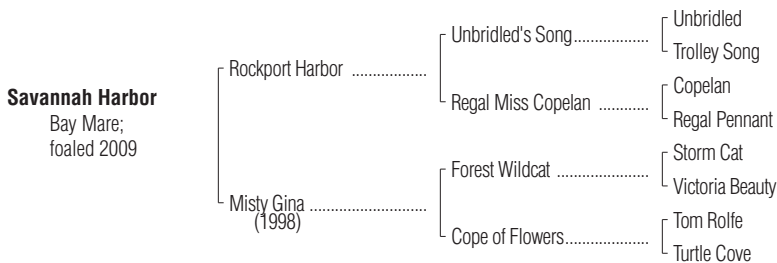 Savannah Harbor
Bay Mare;
foaled 2009
Rockport Harbor ..................
Misty Gina .......................
(1998)
Unbridled's Song..................
Regal Miss Copelan ............
Forest Wildcat ....................
Cope of Flowers..................
Unbridled
Trolley Song
Copelan
Regal Pennant
Storm Cat
Victoria Beauty
Tom Rolfe
Turtle Cove